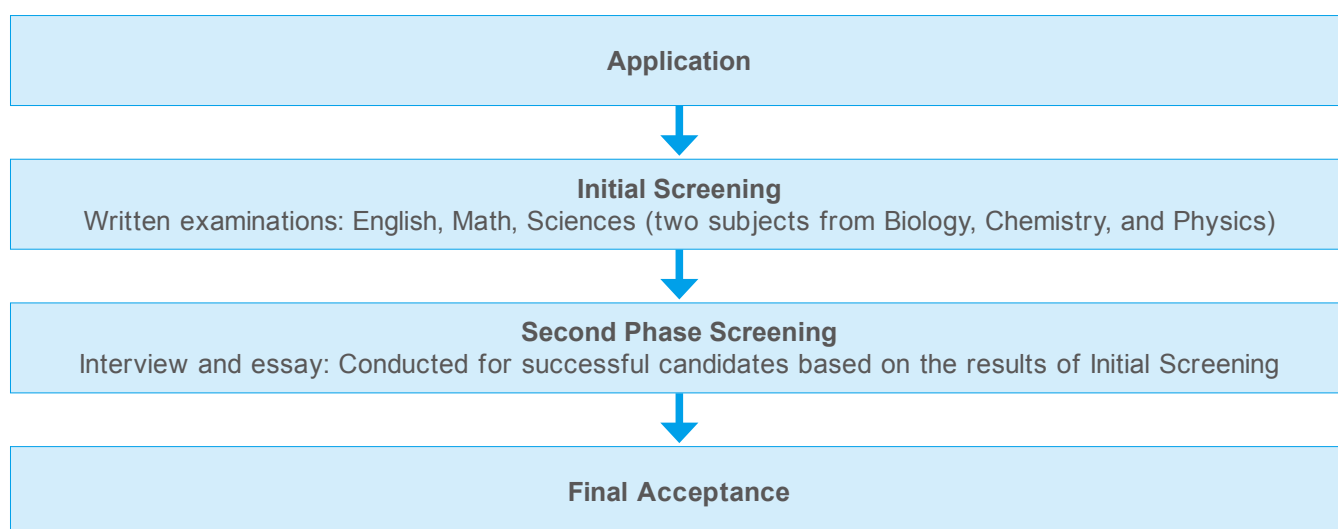 Application
Initial Screening
Written examinations: English, Math, Sciences (two subjects from Biology, Chemistry, and Physics)
Second Phase Screening
Interview and essay: Conducted for successful candidates based on the results of Initial Screening
Final Acceptance